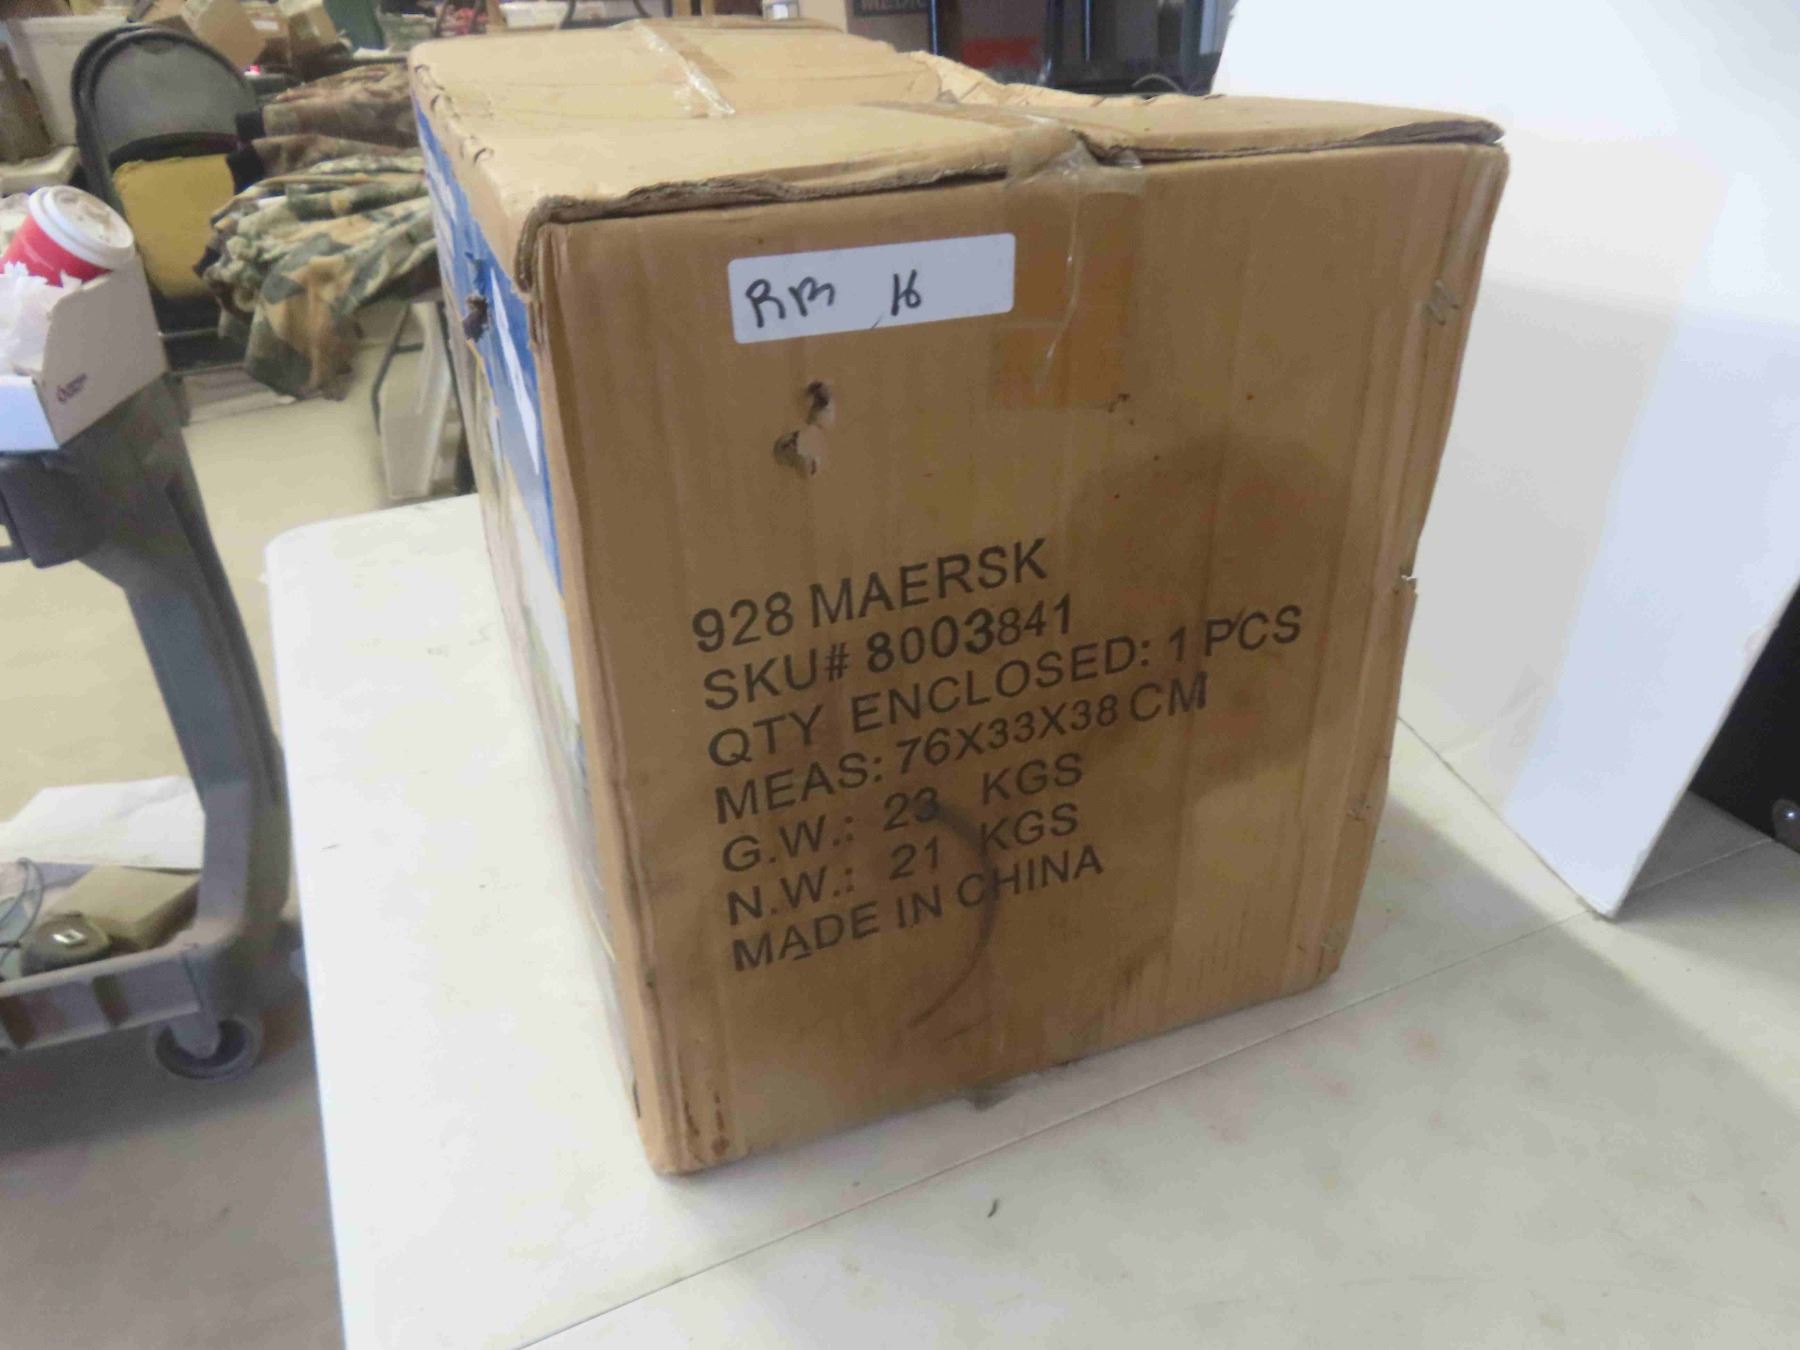 MEDIC
RM 16
928 MAERSK
SKU# 8003841
QTY ENCLOSED: 1 PCS
MEAS: 76X33X38 CM
G.W.: 23 KGS
N.W.: 21 KGS
MADE IN CHINA